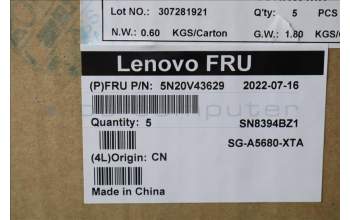 LOT NO.: 307281921 Q'ty: 5 PCS
N.W.: 0.60 KGS/Carton G.W.: 1.80 KGS/
Lenovo FRU
(P)FRU P/N: 5N20V43629 2022-07-16
Quantity: 5 SN8394BZ1
SG-A5680-XTA
(4L)Origin: CN
Made in China